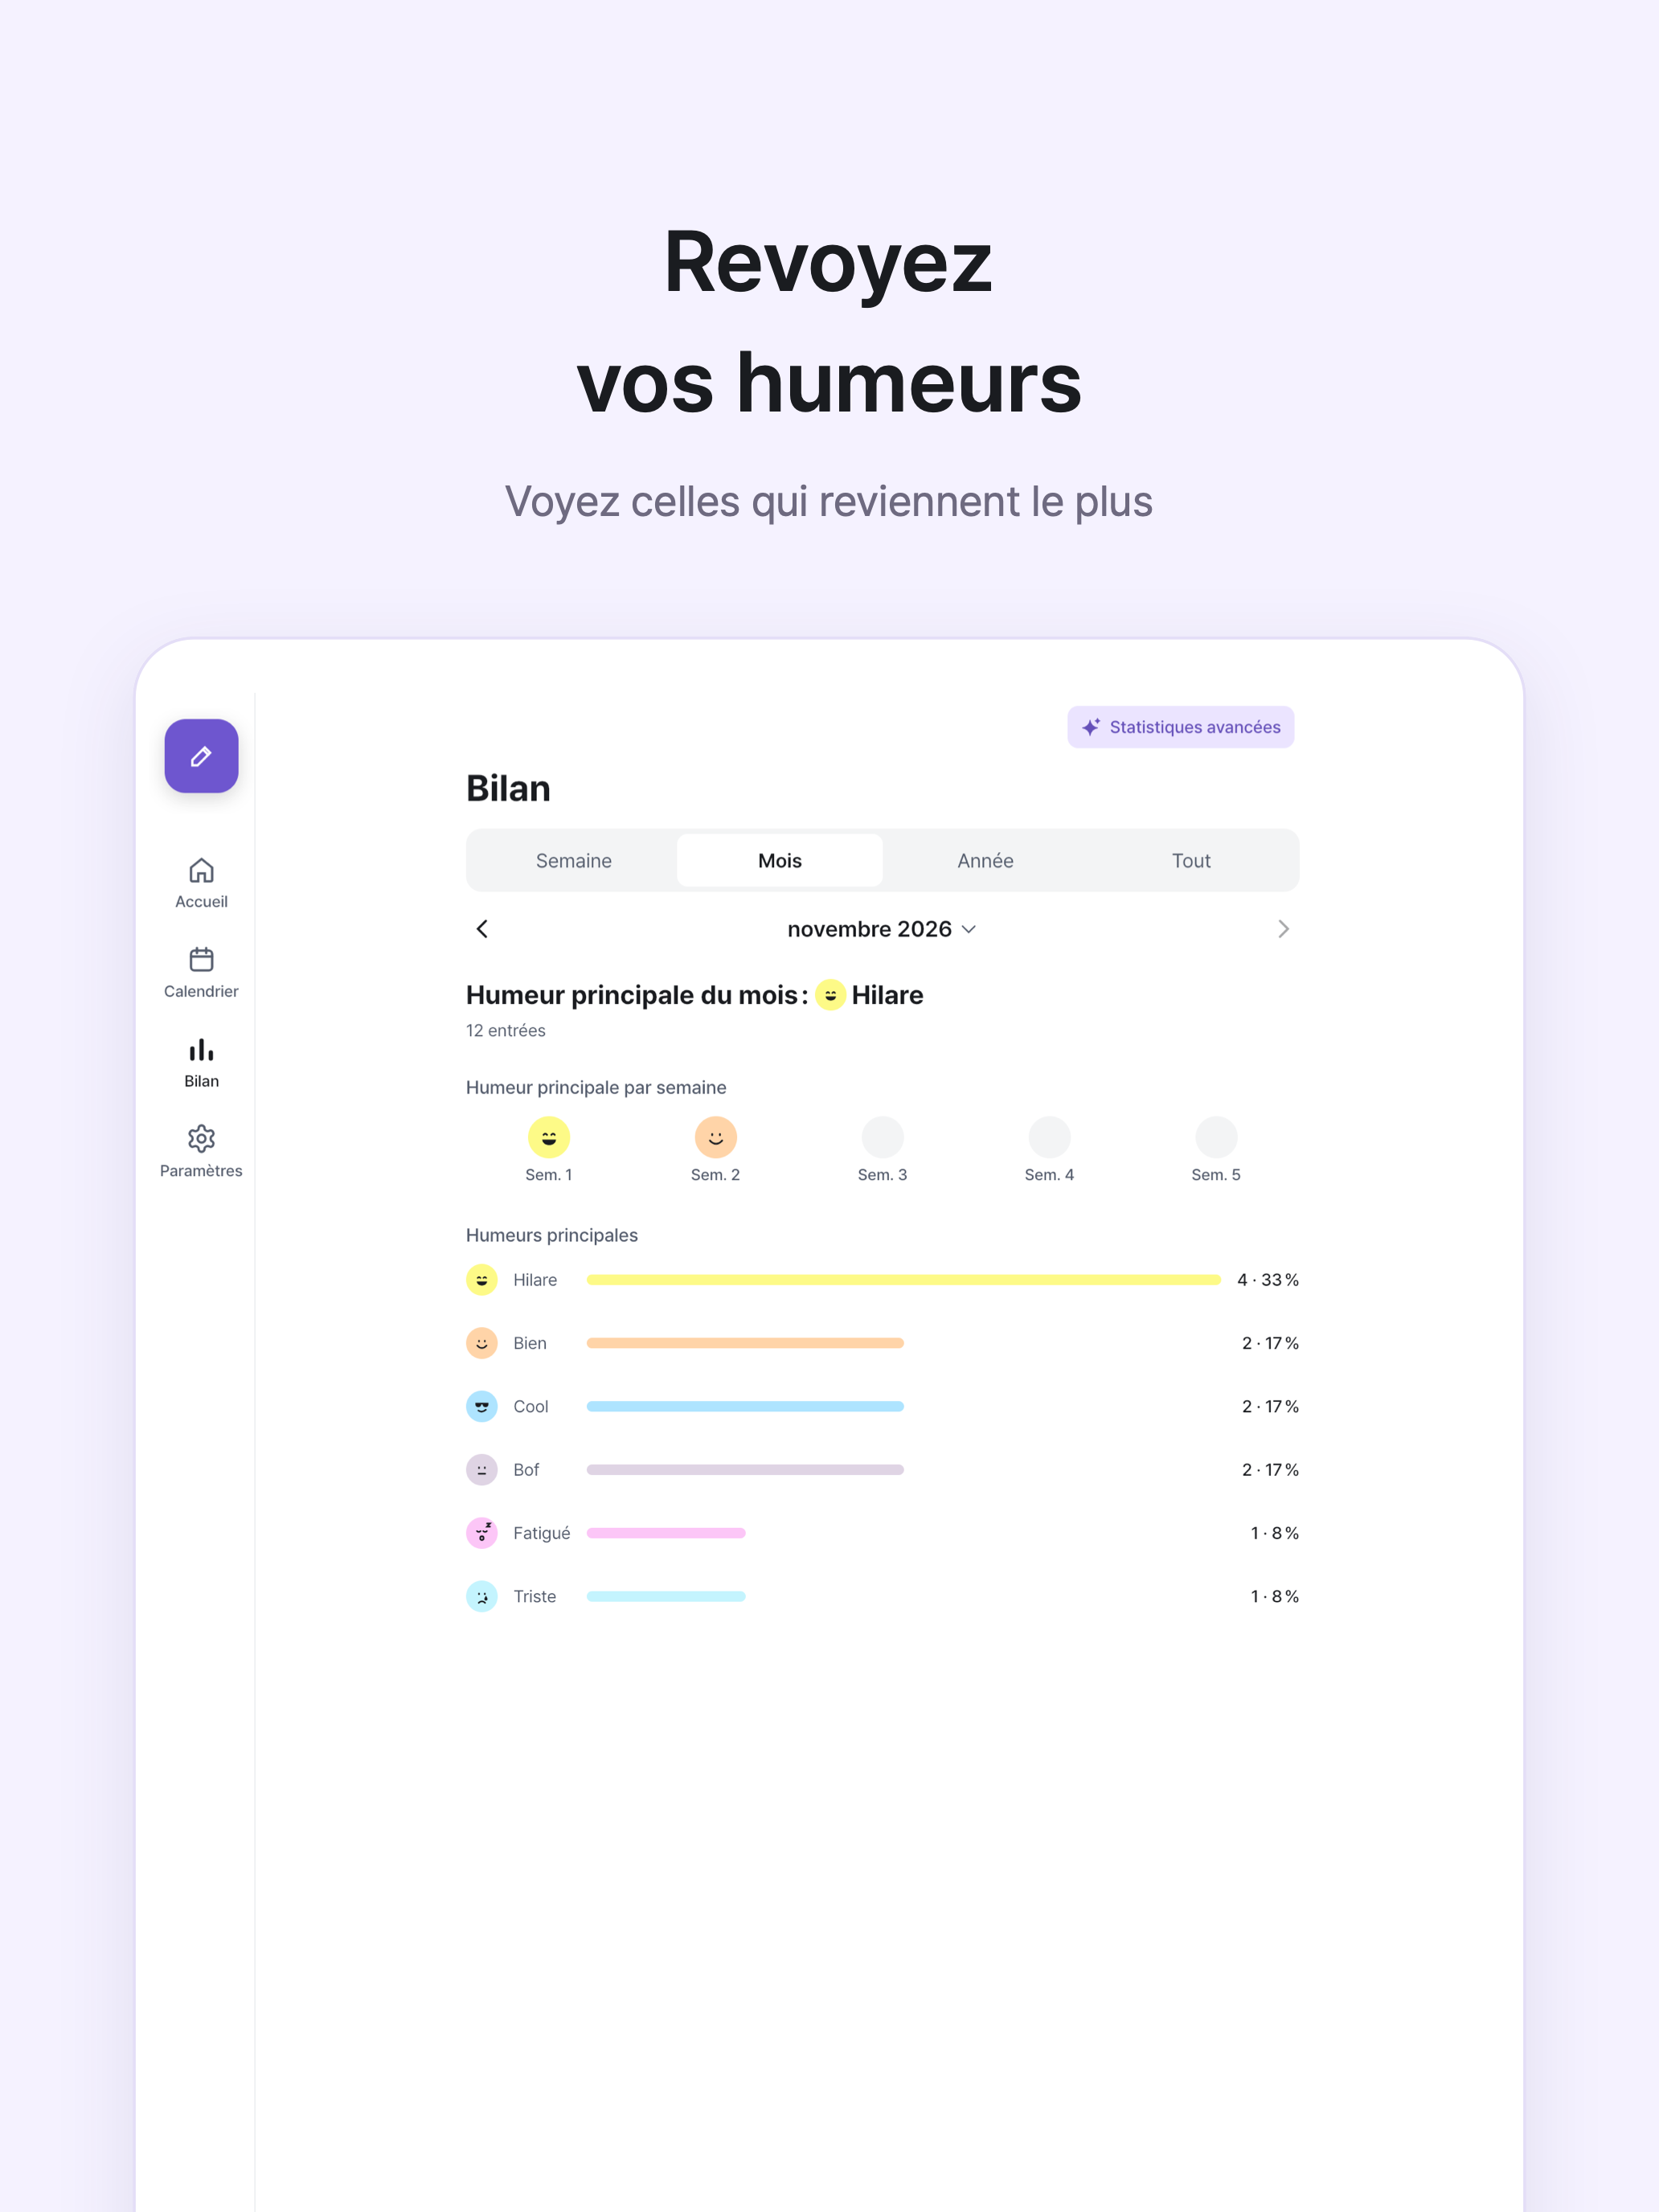 Revoyez
vos humeurs
Voyez celles qui reviennent le plus
Statistiques avancées
Bilan
Semaine
Mois
Année
Tout
novembre 2026
Humeur principale du mois : Hilare
12 entrées
Humeur principale par semaine
Sem. 1
Sem. 2
Sem. 3
Sem. 4
Sem. 5
Humeurs principales
Hilare 4 · 33 %
Bien 2 · 17 %
Cool 2 · 17 %
Bof 2 · 17 %
Fatigué 1 · 8 %
Triste 1 · 8 %
Accueil
Calendrier
Bilan
Paramètres